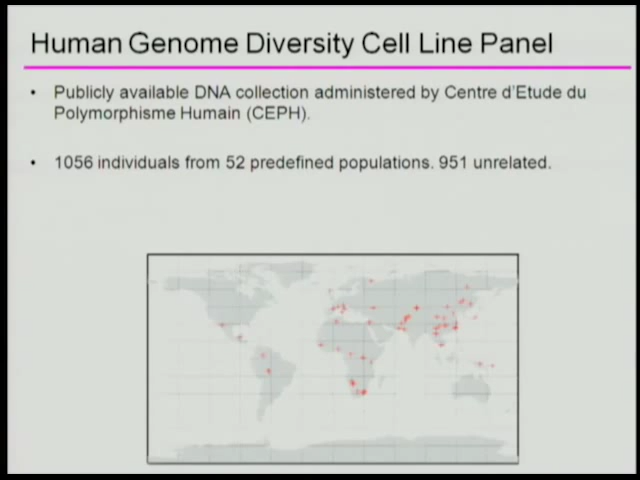 Human Genome Diversity Cell Line Panel
• Publicly available DNA collection administered by Centre d'Etude du
Polymorphisme Humain (CEPH).
• 1056 individuals from 52 predefined populations. 951 unrelated.